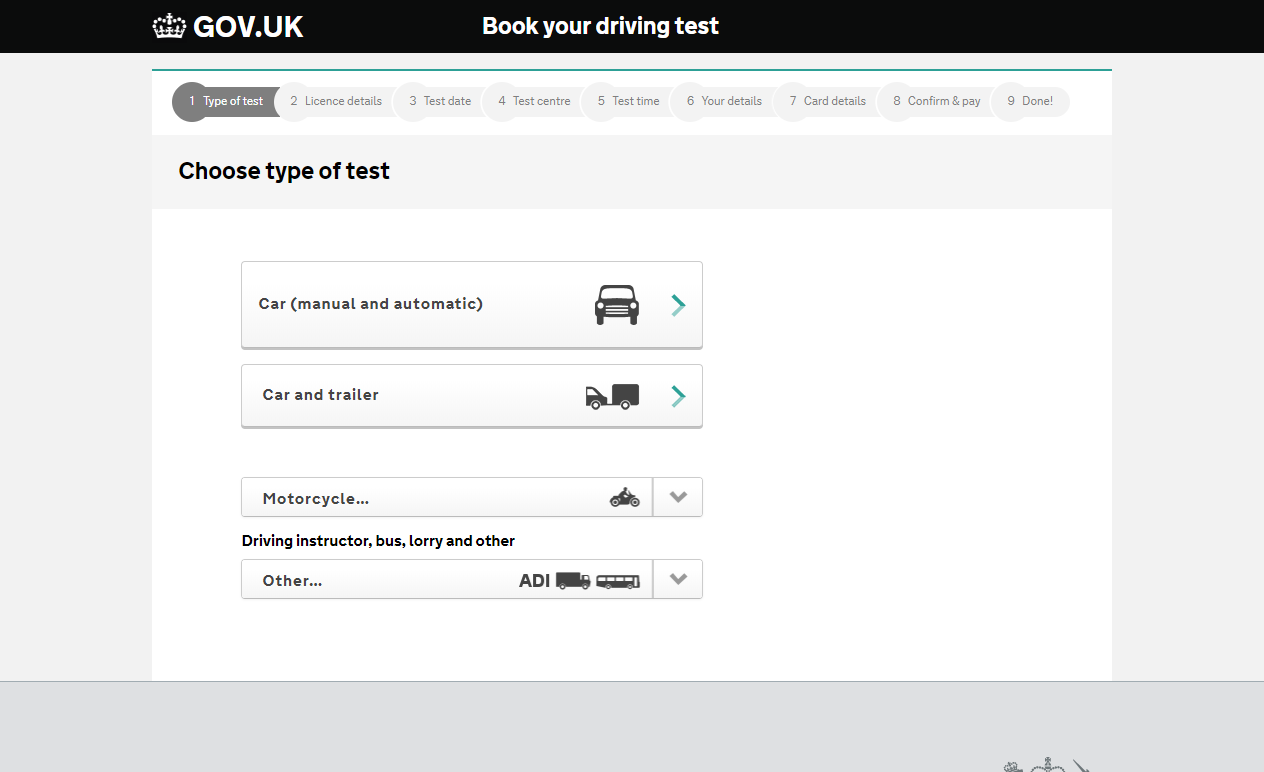 GOV.UK Book your driving test
1 Type of test 2 Licence details 3 Test date 4 Test centre 5 Test time 6 Your details 7 Card details 8 Confirm & pay 9 Done!
Choose type of test
Car (manual and automatic)
Car and trailer
Motorcycle...
Driving instructor, bus, lorry and other
Other... ADI